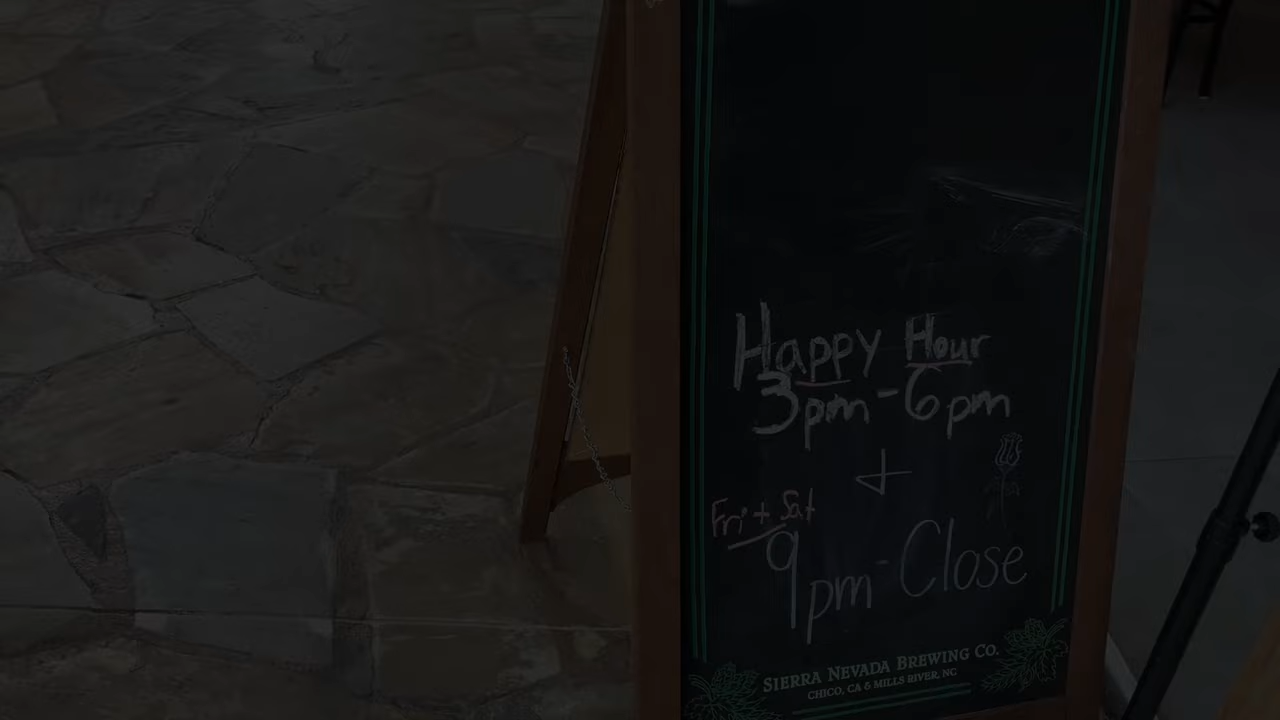 Happy Hour
3pm-6pm
+
Fri + Sat
9pm-Close
SIERRA NEVADA BREWING CO.
CHICO, CA & MILLS RIVER, NC